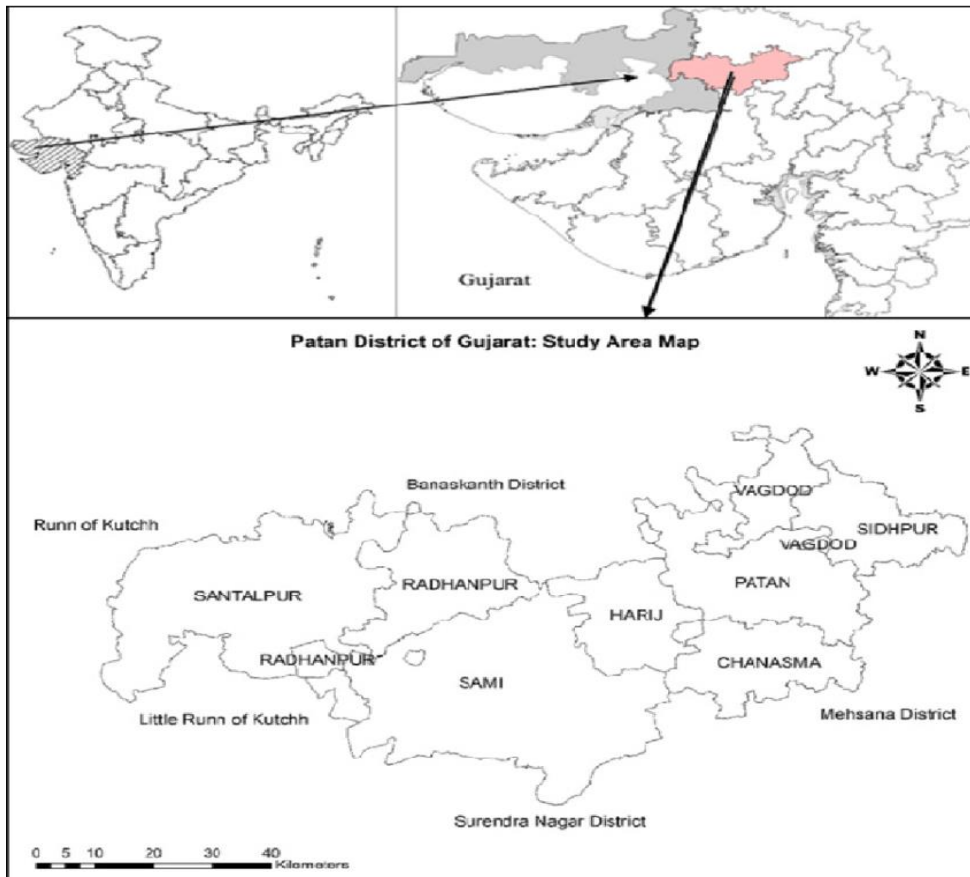 Gujarat
Patan District of Gujarat: Study Area Map
N
W E
S
Banaskanth District
Runn of Kutchh
VAGDOD
SIDHPUR
VAGDOD
SANTALPUR
RADHANPUR
PATAN
HARIJ
RADHANPUR
SAMI
CHANASMA
Little Runn of Kutchh
Mehsana District
Surendra Nagar District
0 5 10 20 30 40
Kilometers